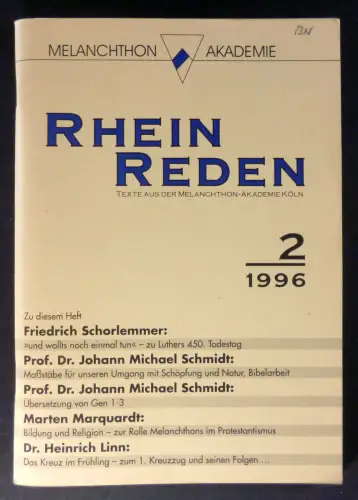 MELANCHTHON AKADEMIE
RHEIN
REDEN
TEXTE AUS DER MELANCHTHON-AKADEMIE KÖLN
2
1996
Zu diesem Heft
Friedrich Schorlemmer:
»und wollts noch einmal tun« – zu Luthers 450. Todestag
Prof. Dr. Johann Michael Schmidt:
Maßstäbe für unseren Umgang mit Schöpfung und Natur, Bibelarbeit
Prof. Dr. Johann Michael Schmidt:
Übersetzung von Gen 1-3
Marten Marquardt:
Bildung und Religion – zur Rolle Melanchthons im Protestantismus
Dr. Heinrich Linn:
Das Kreuz im Frühling – zum 1. Kreuzzug und seinen Folgen ...